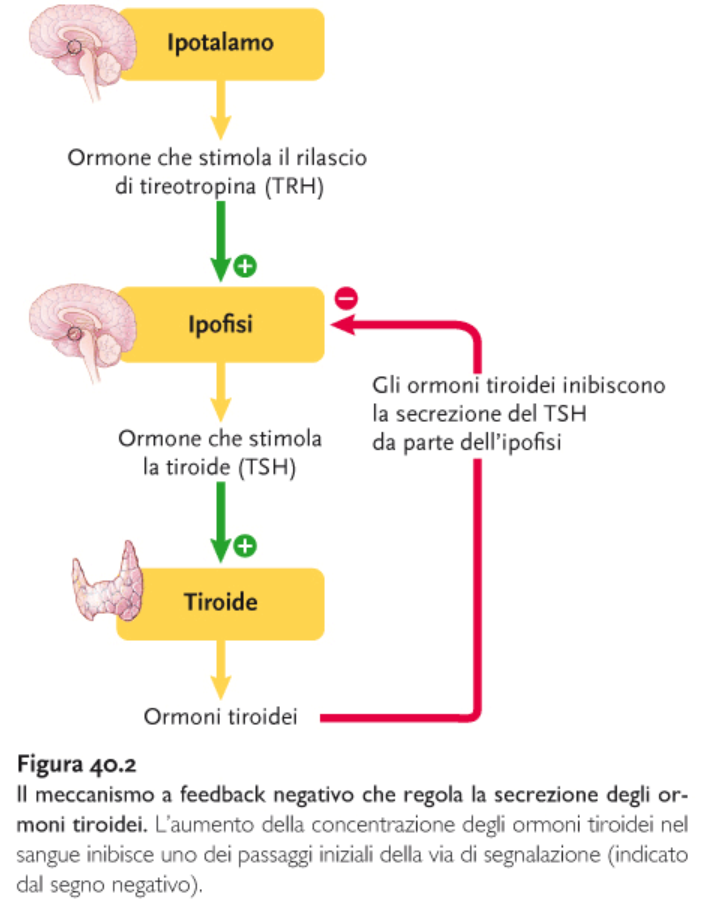 Ipotalamo
Ormone che stimola il rilascio
di tireotropina (TRH)
+
Ipofisi
−
Gli ormoni tiroidei inibiscono
la secrezione del TSH
da parte dell'ipofisi
Ormone che stimola
la tiroide (TSH)
+
Tiroide
Ormoni tiroidei
Figura 40.2
Il meccanismo a feedback negativo che regola la secrezione degli or-
moni tiroidei. L'aumento della concentrazione degli ormoni tiroidei nel
sangue inibisce uno dei passaggi iniziali della via di segnalazione (indicato
dal segno negativo).